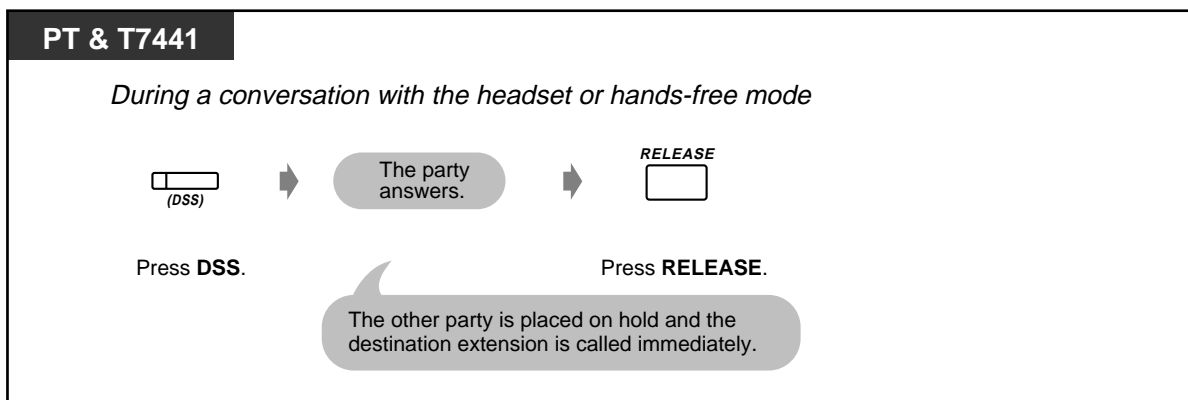 PT & T7441
During a conversation with the headset or hands-free mode
RELEASE
The party
answers.
(DSS)
Press DSS.
Press RELEASE.
The other party is placed on hold and the
destination extension is called immediately.